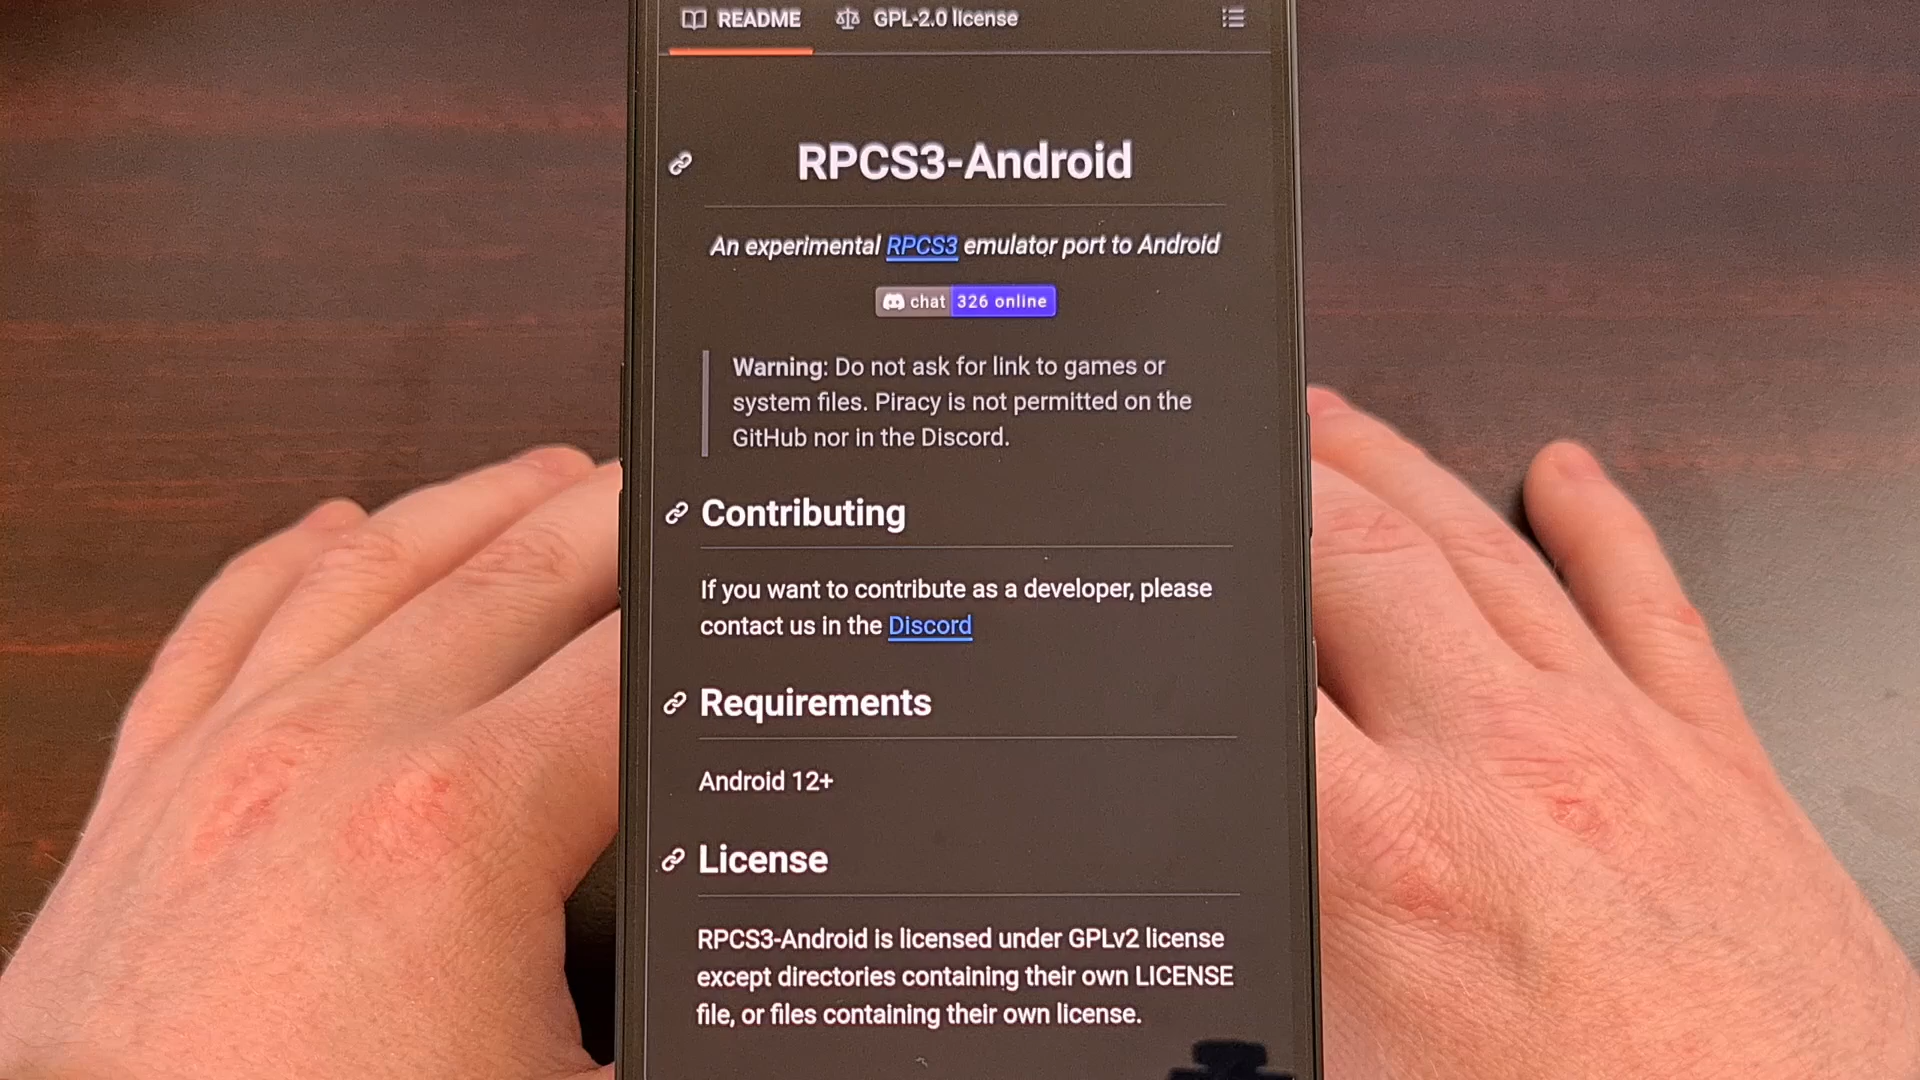 README
GPL-2.0 license
RPCS3-Android
An experimental RPCS3 emulator port to Android
chat 326 online
Warning: Do not ask for link to games or
system files. Piracy is not permitted on the
GitHub nor in the Discord.
Contributing
If you want to contribute as a developer, please
contact us in the Discord
Requirements
Android 12+
License
RPCS3-Android is licensed under GPLv2 license
except directories containing their own LICENSE
file, or files containing their own license.